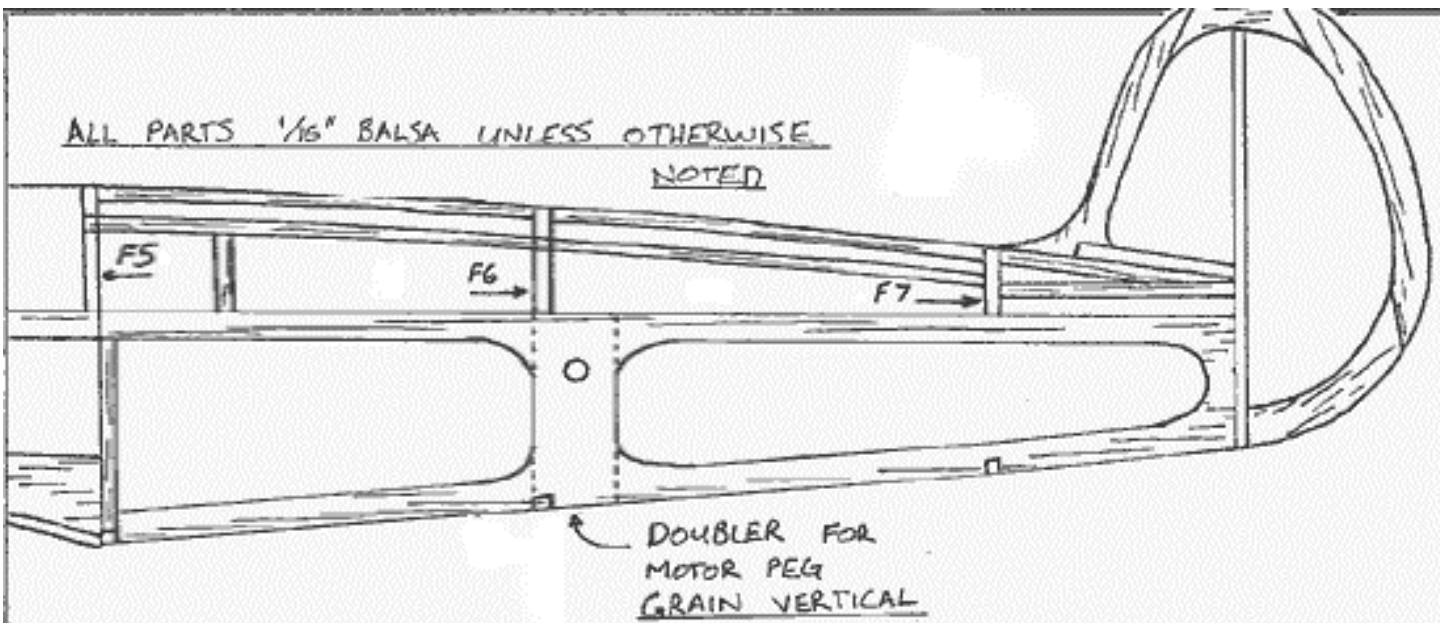 ALL PARTS 1/16" BALSA UNLESS OTHERWISE
NOTED
F5
F6
F7
DOUBLER FOR
MOTOR PEG
GRAIN VERTICAL